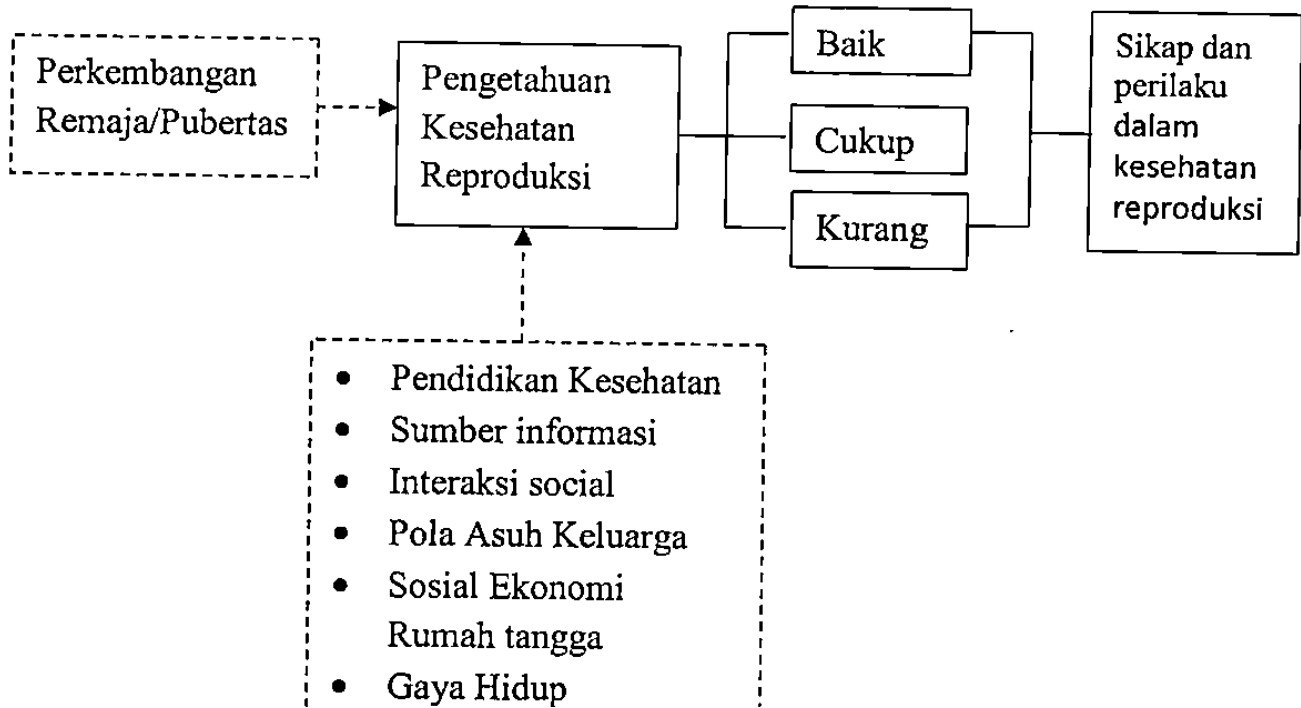 Perkembangan
Remaja/Pubertas
Pengetahuan
Kesehatan
Reproduksi
Baik
Cukup
Kurang
Sikap dan
perilaku
dalam
kesehatan
reproduksi
• Pendidikan Kesehatan
• Sumber informasi
• Interaksi social
• Pola Asuh Keluarga
• Sosial Ekonomi
Rumah tangga
• Gaya Hidup